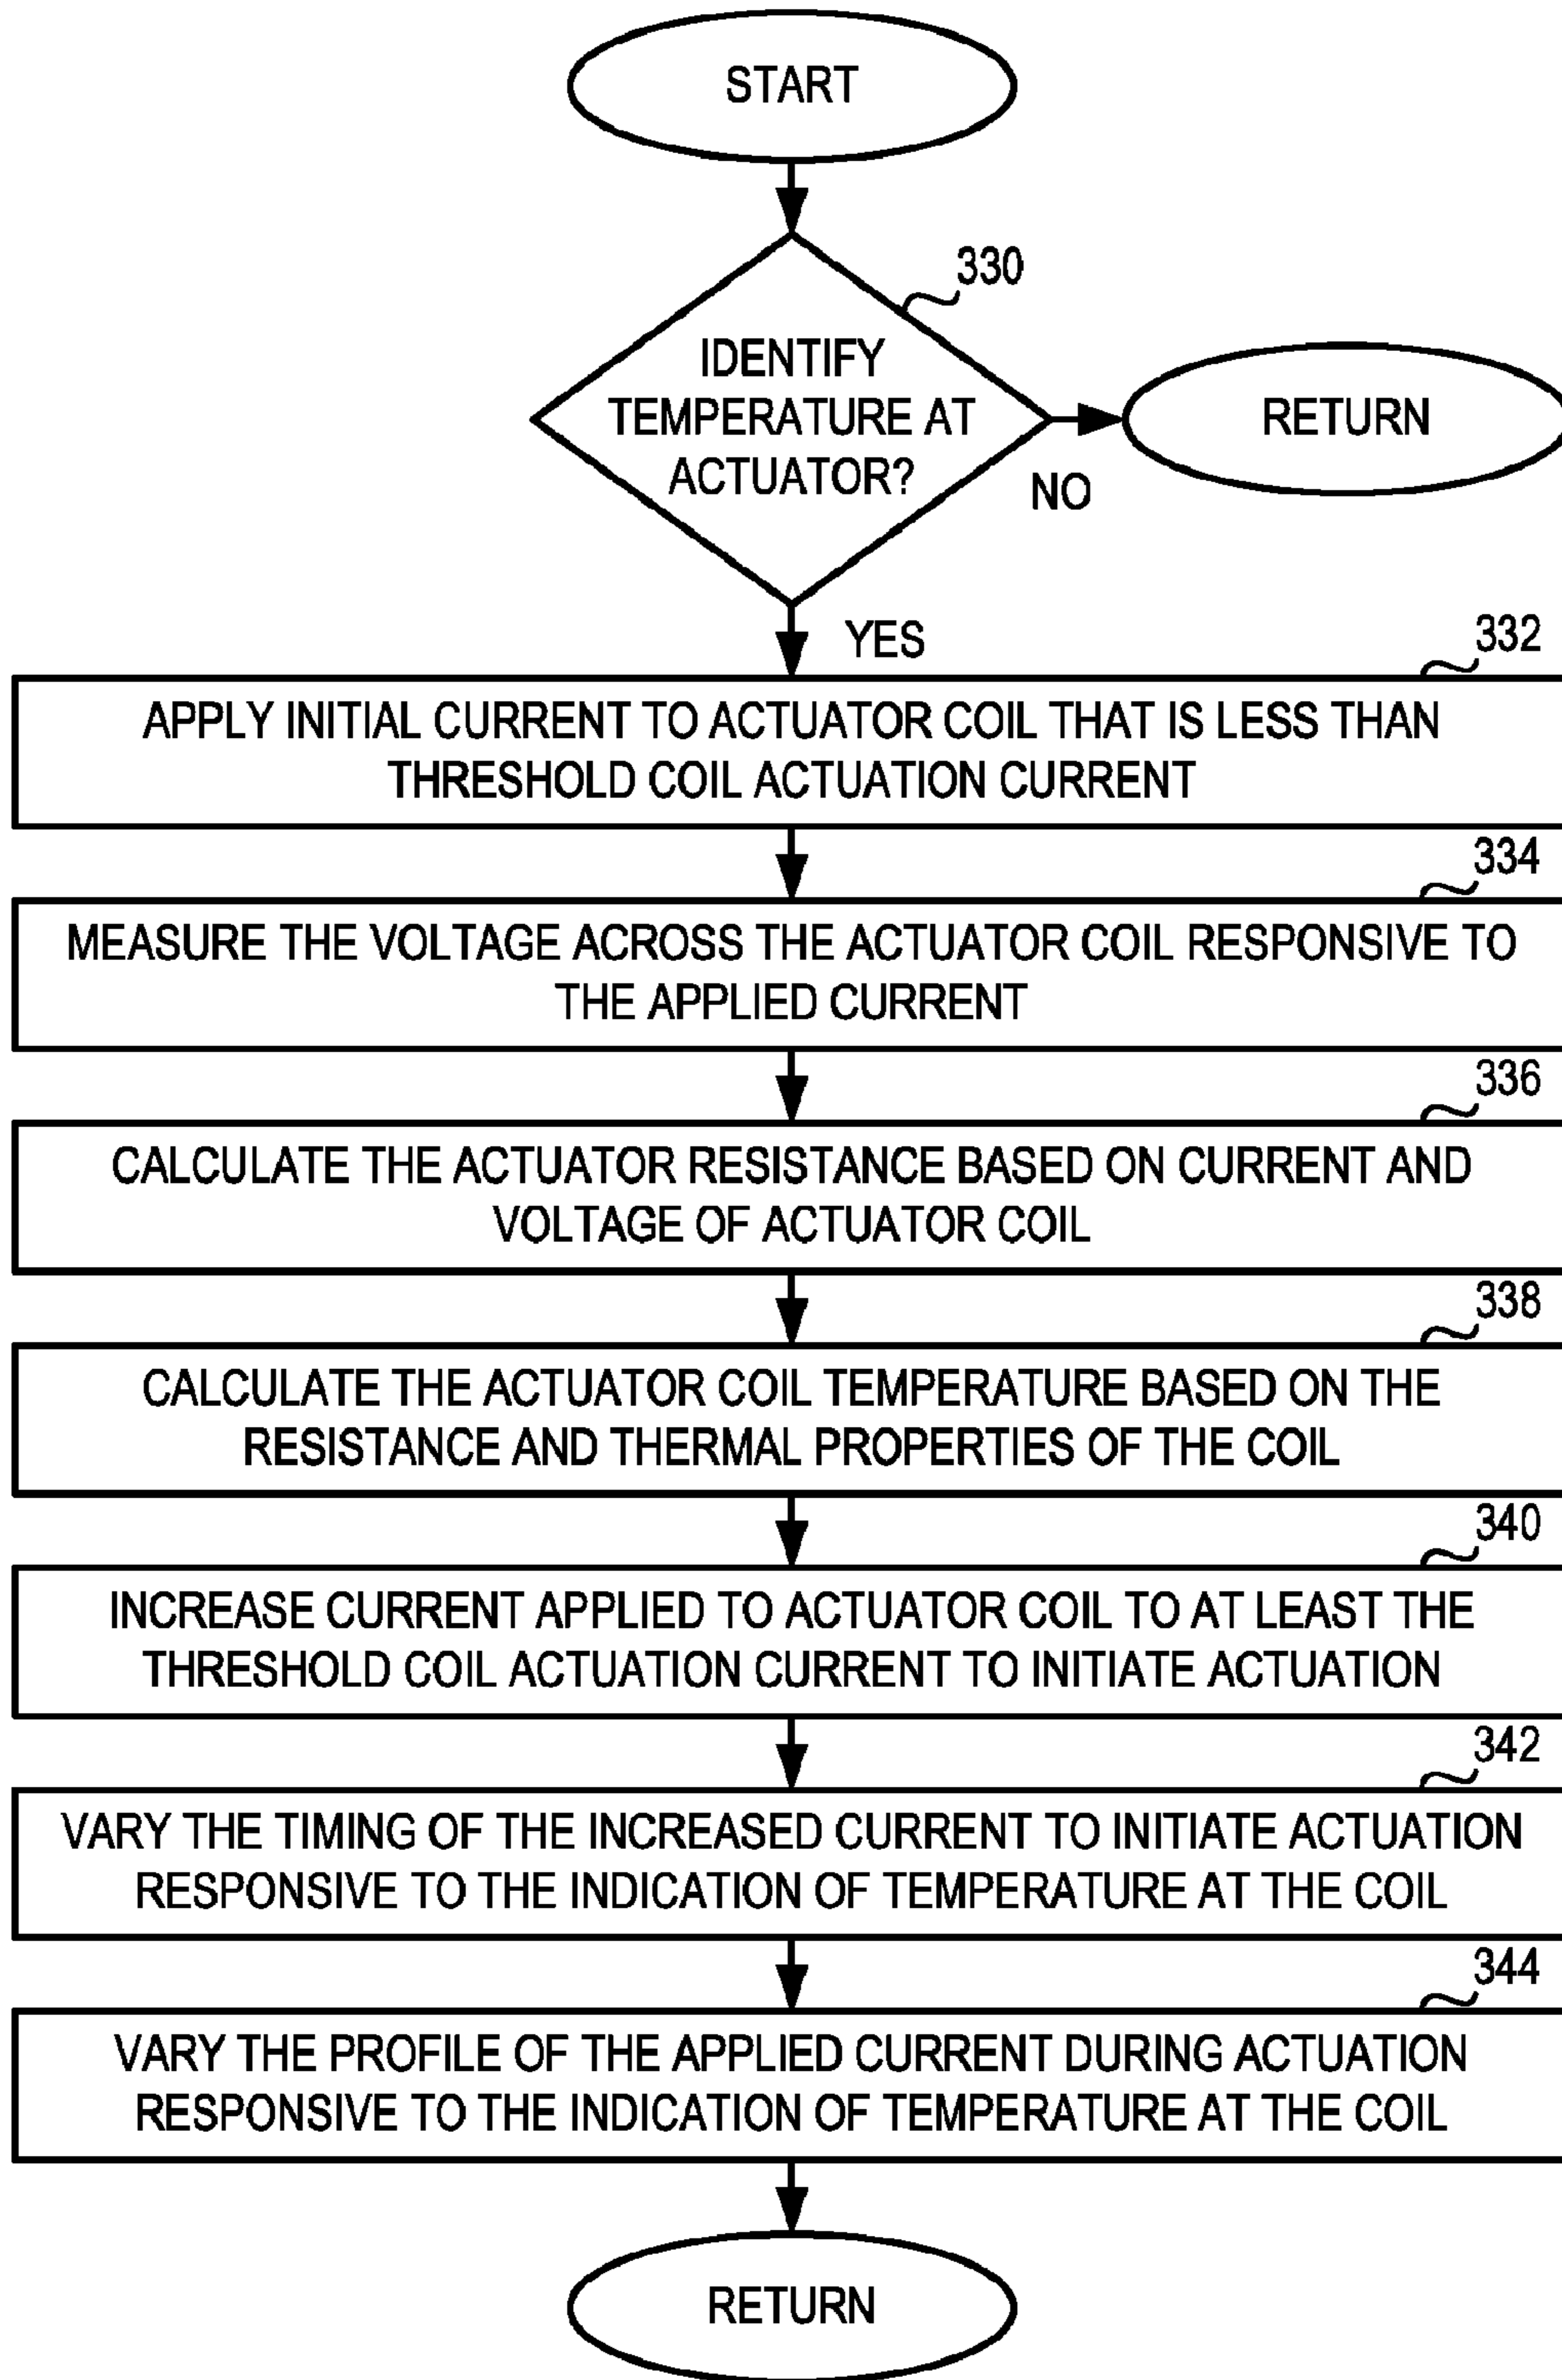 START
330
IDENTIFY
TEMPERATURE AT
ACTUATOR?
RETURN
NO
YES
332
APPLY INITIAL CURRENT TO ACTUATOR COIL THAT IS LESS THAN
THRESHOLD COIL ACTUATION CURRENT
334
MEASURE THE VOLTAGE ACROSS THE ACTUATOR COIL RESPONSIVE TO
THE APPLIED CURRENT
336
CALCULATE THE ACTUATOR RESISTANCE BASED ON CURRENT AND
VOLTAGE OF ACTUATOR COIL
338
CALCULATE THE ACTUATOR COIL TEMPERATURE BASED ON THE
RESISTANCE AND THERMAL PROPERTIES OF THE COIL
340
INCREASE CURRENT APPLIED TO ACTUATOR COIL TO AT LEAST THE
THRESHOLD COIL ACTUATION CURRENT TO INITIATE ACTUATION
342
VARY THE TIMING OF THE INCREASED CURRENT TO INITIATE ACTUATION
RESPONSIVE TO THE INDICATION OF TEMPERATURE AT THE COIL
344
VARY THE PROFILE OF THE APPLIED CURRENT DURING ACTUATION
RESPONSIVE TO THE INDICATION OF TEMPERATURE AT THE COIL
RETURN